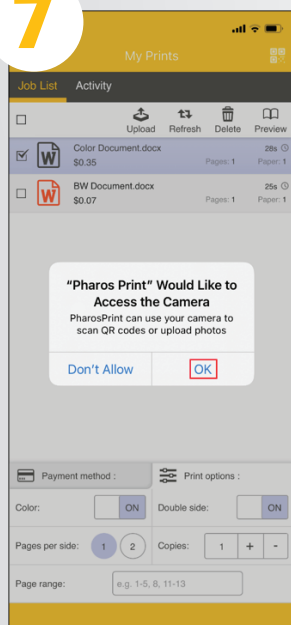 7
My Prints
Job List Activity
Upload Refresh Delete Preview
W Color Document.docx 28s
$0.35 Pages: 1 Paper: 1
W BW Document.docx 25s
$0.07 Pages: 1 Paper: 1
“Pharos Print” Would Like to
Access the Camera
PharosPrint can use your camera to
scan QR codes or upload photos
Don’t Allow OK
Payment method : Print options :
Color: ON Double side: ON
Pages per side: 1 2 Copies: 1 + -
Page range: e.g. 1-5, 8, 11-13